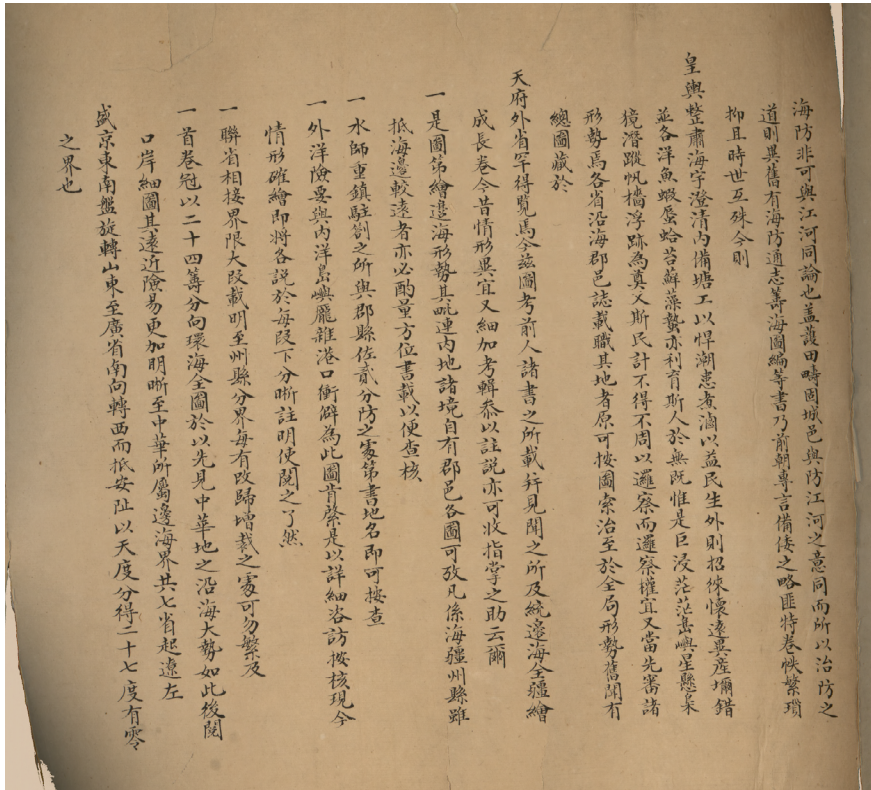 海防非可與江河同論也蓋護田疇固城邑與防江河之意同而所以治防之
道則異舊有海防通志籌海圖編等書乃前朝專言備倭之略匪特卷帙繁瑣
抑且時世互殊今則
皇輿整肅海宇澄清內備塘工以悍潮患煮滷以益民生外則招徠懷遠異産壩錯
並各洋魚蝦蜃蛤苔蘚藻蟄亦利育斯人於無既惟是巨浸茫茫島嶼星懸枭
獍潛蹤帆檣浮跡為奠乂斯民計不得不周以邏察而邏察權宜又當先審諸
形勢焉各省沿海郡邑誌載職其地者原可按圖索治至於全局形勢舊聞有
總圖藏於
天府外省罕得覽焉今茲圖考前人諸書之所載訝見聞之所及統邊海全疆繪
成長卷今昔情形異宜又細加考輯叅以註說亦可收指掌之助云爾
一是圖第繪邉海形勢其毗連內地諸境自有郡邑各圖可攷凡係海疆州縣雖
抵海邉較遠者亦必酌量方位書載以便查核
一水師重鎮駐劄之所與郡縣佐貳分防之處第書地名即可按查
一外洋險要與內洋島嶼厖雜港口衝僻為此圖肯綮是以詳細咨訪按核現今
情形確繪即將各說於每段下分晰註明使閱之了然
一聯省相接界限大段載明至州縣分界每有改歸增裁之處可勿繁及
一首卷冠以二十四籌分向環海全圖於以先見中華地之沿海大勢如此後閱
口岸細圖其遠近險易更加明晰至中華所屬邊海界共七省起遼左
盛京東南盤旋轉山東至廣省南向轉西而抵安阯以天度分得二十七度有零
之界也